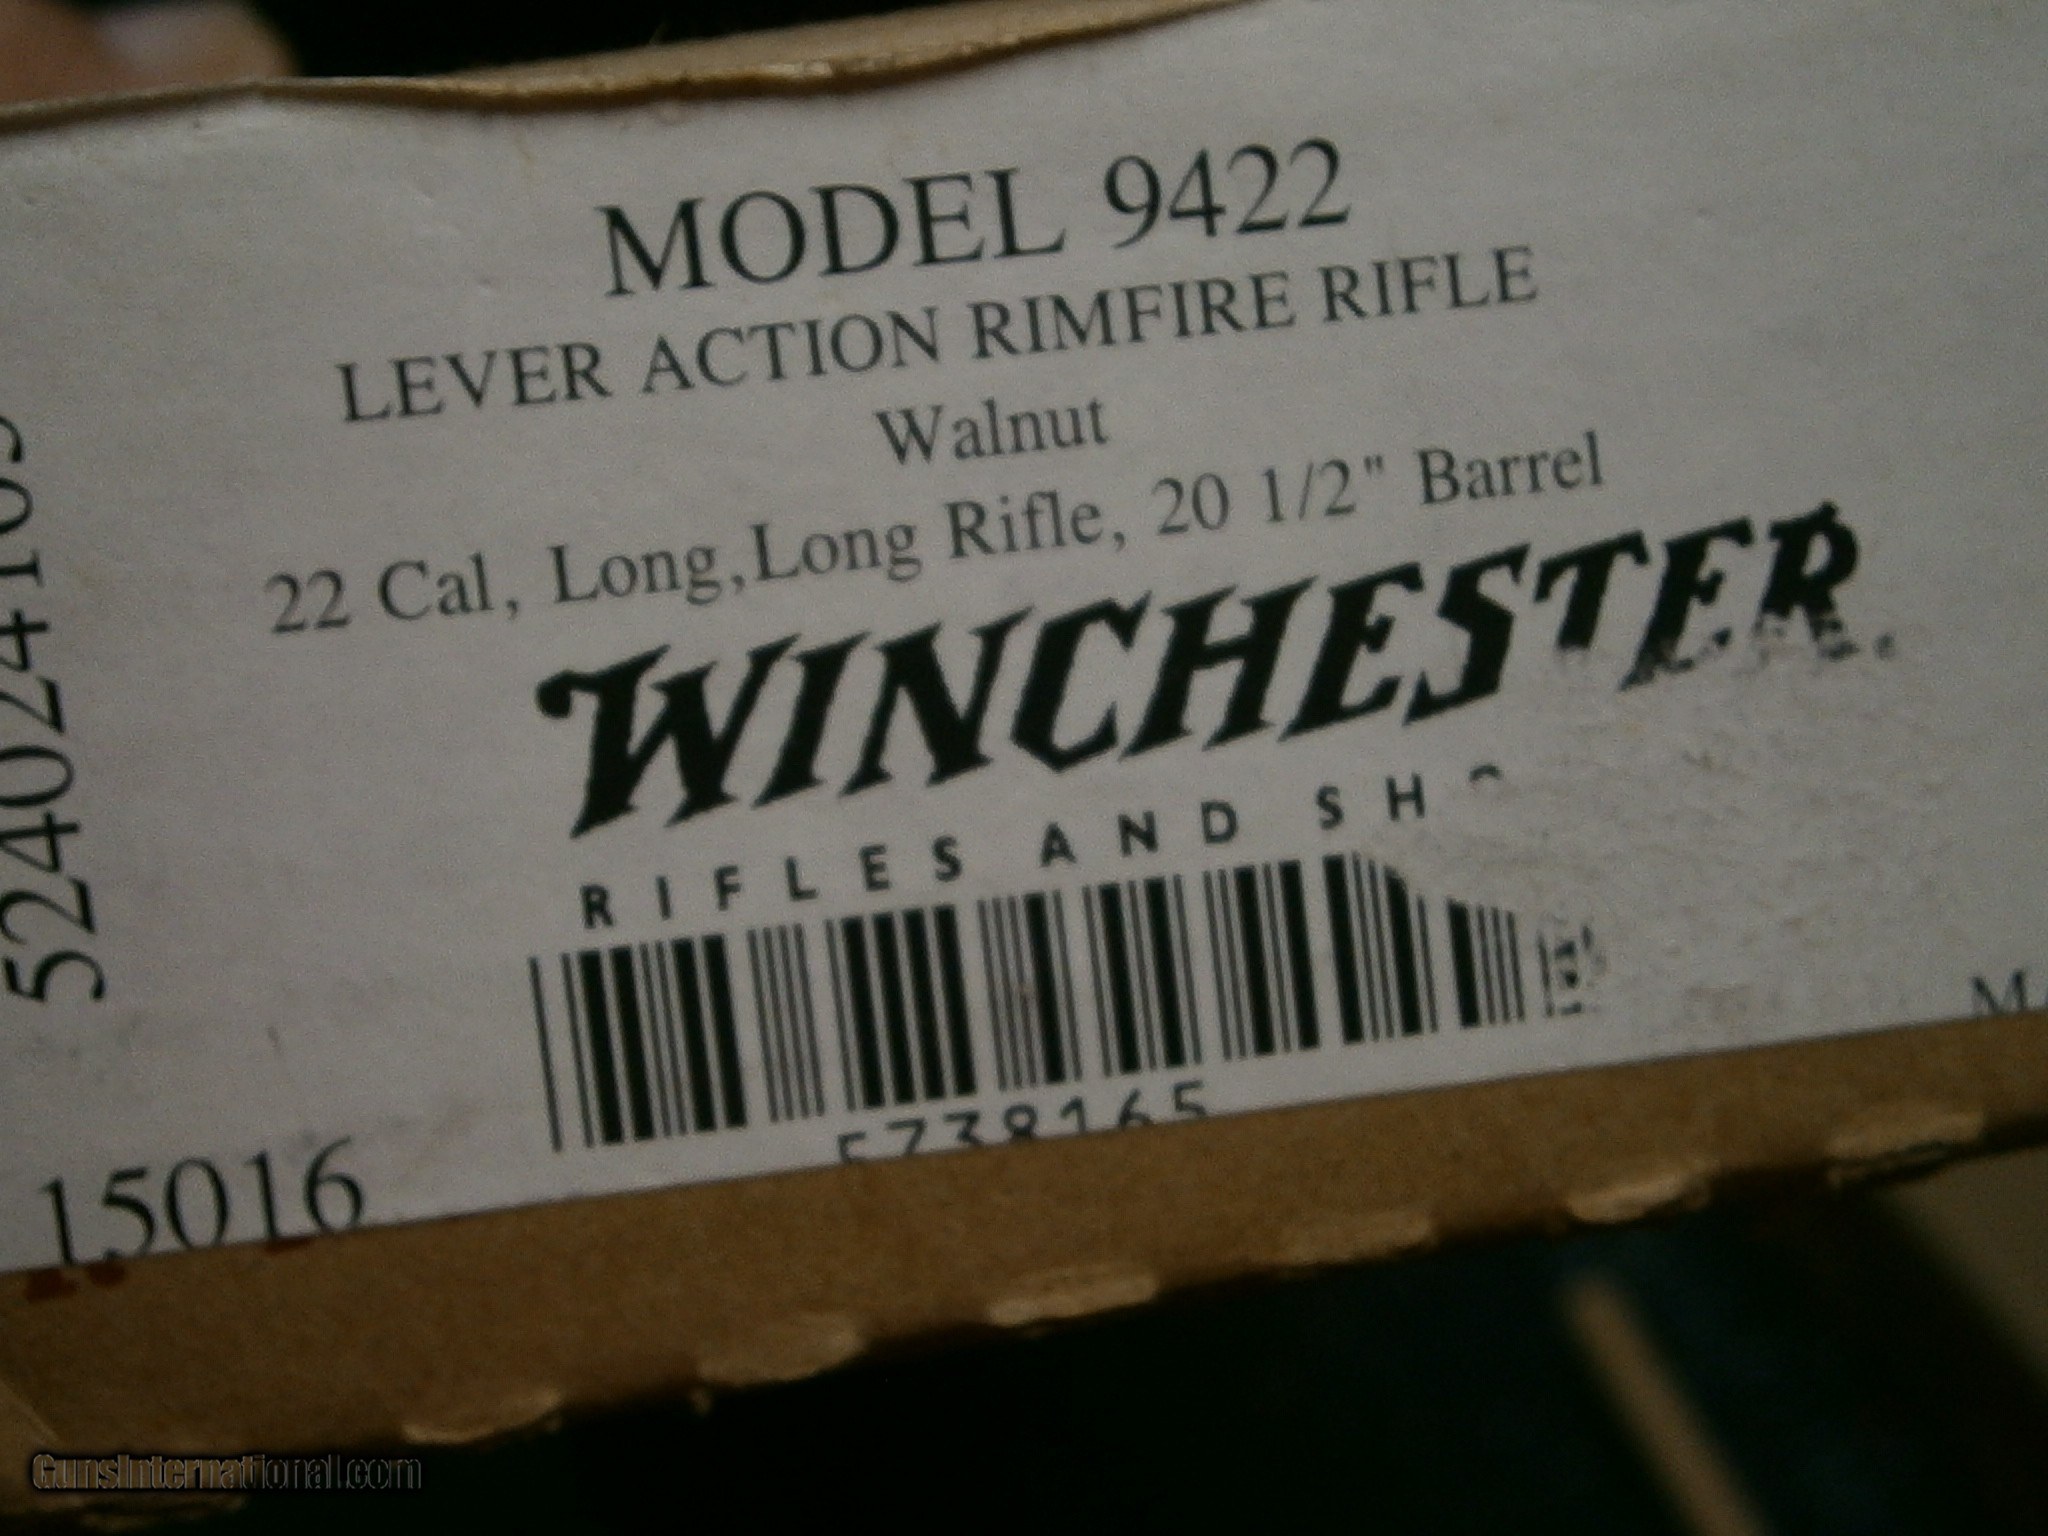 MODEL 9422
LEVER ACTION RIMFIRE RIFLE
Walnut
22 Cal, Long,Long Rifle, 20 1/2" Barrel
WINCHESTER
RIFLES AND SH
F738165
15016
GunsInternational.com